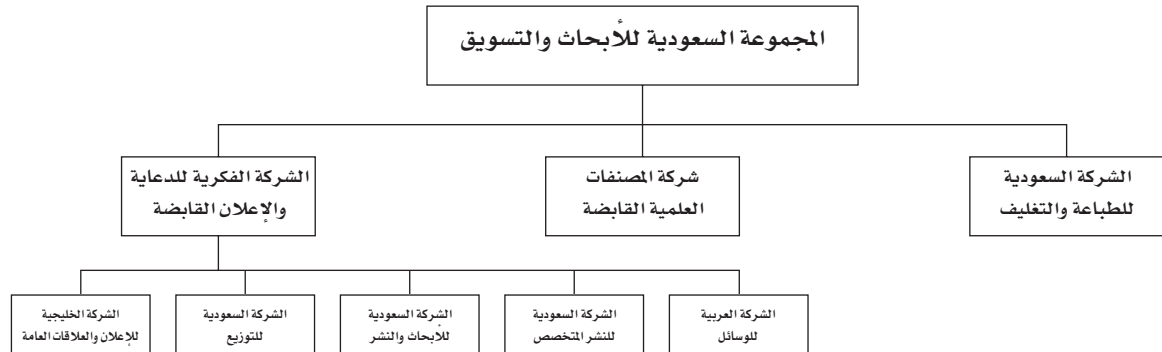 المجموعة السعودية للأبحاث والتسويق
الشركة السعودية
للطباعة والتغليف
شركة المصنفات
العلمية القابضة
الشركة الفكرية للدعاية
والإعلان القابضة
الشركة العربية
للوسائل
الشركة السعودية
للنشر المتخصص
الشركة السعودية
للأبحاث والنشر
الشركة السعودية
للتوزيع
الشركة الخليجية
للإعلان والعلاقات العامة